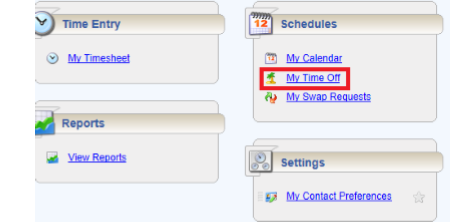 Time Entry
My Timesheet
Reports
View Reports
12 Schedules
12 My Calendar
My Time Off
My Swap Requests
Settings
My Contact Preferences